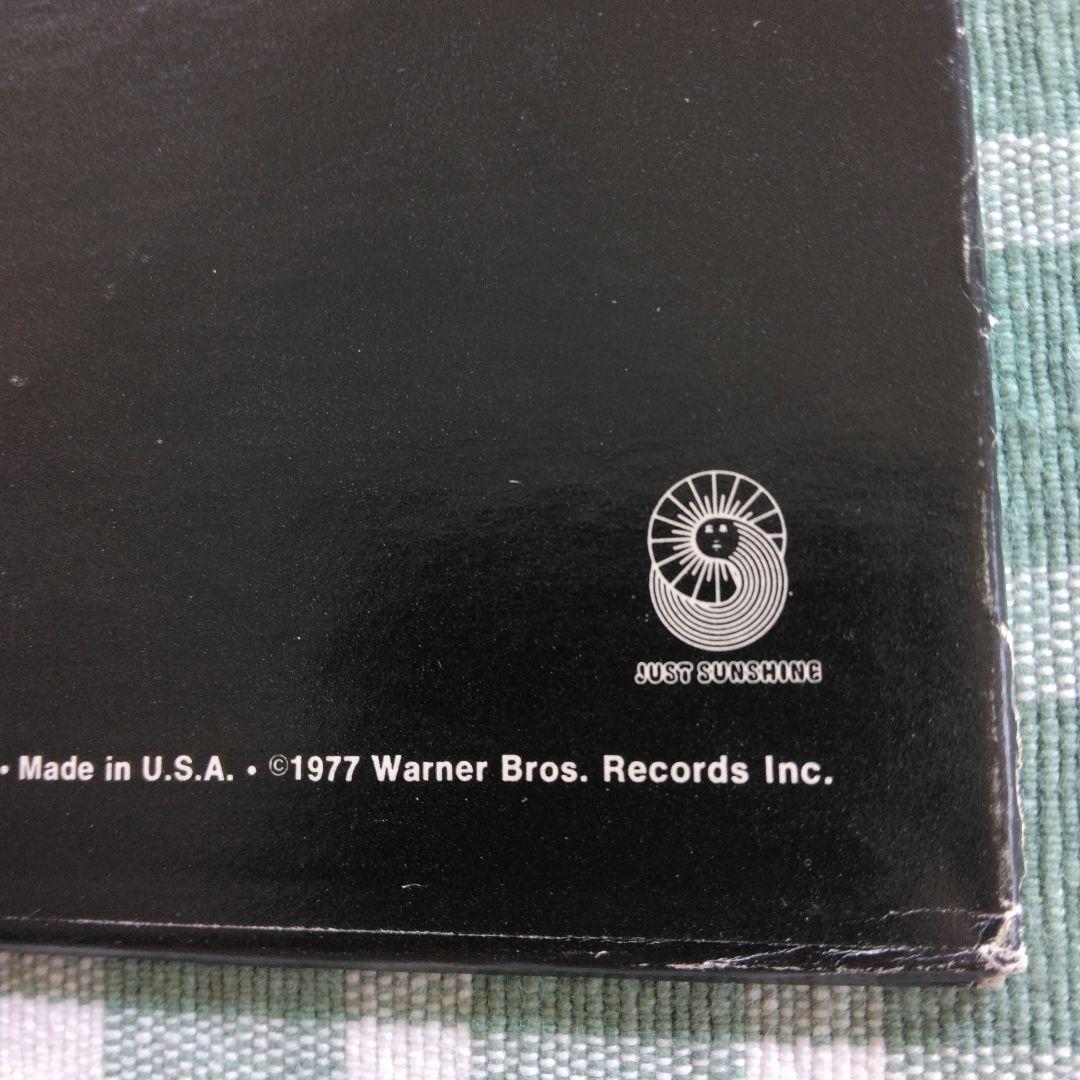 JUST SUNSHINE
• Made in U.S.A. • ©1977 Warner Bros. Records Inc.